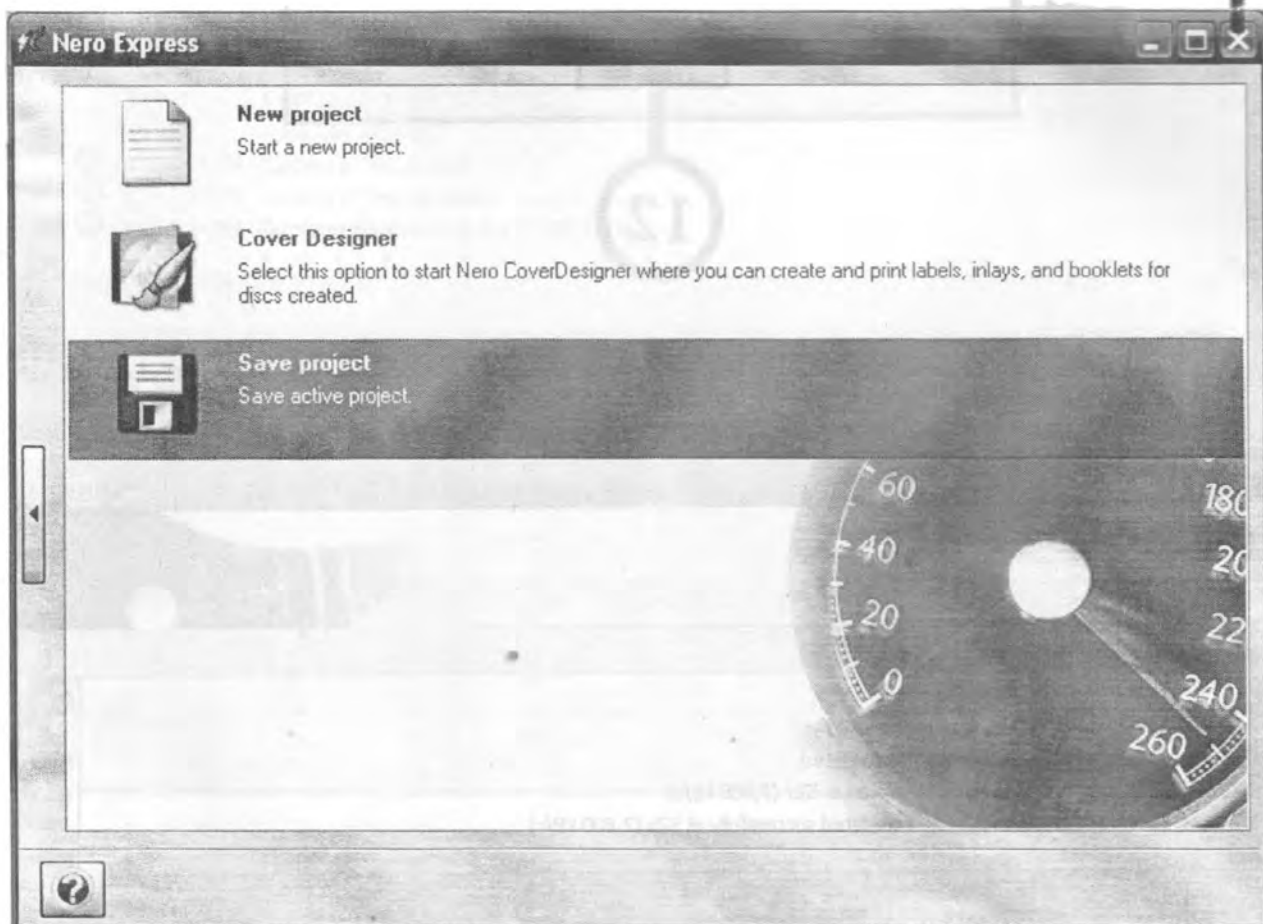 Nero Express
New project
Start a new project.
Cover Designer
Select this option to start Nero CoverDesigner where you can create and print labels, inlays, and booklets for
discs created.
Save project
Save active project.
60
40
20
0
180
20
22
240
260
12